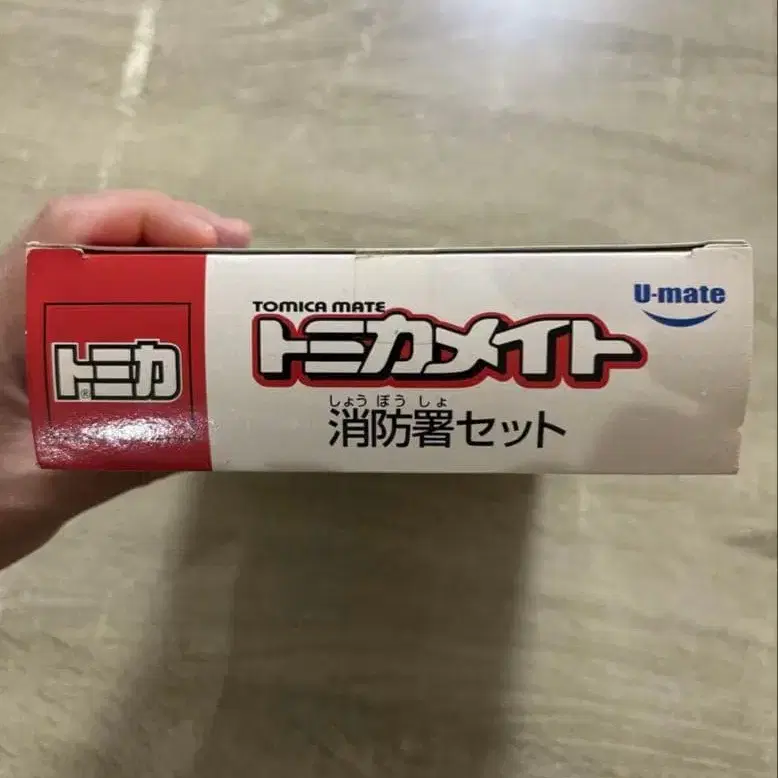 トミカ®
TOMICA MATE
トミカメイト
しょうぼうしょ
消防署セット
U-mate